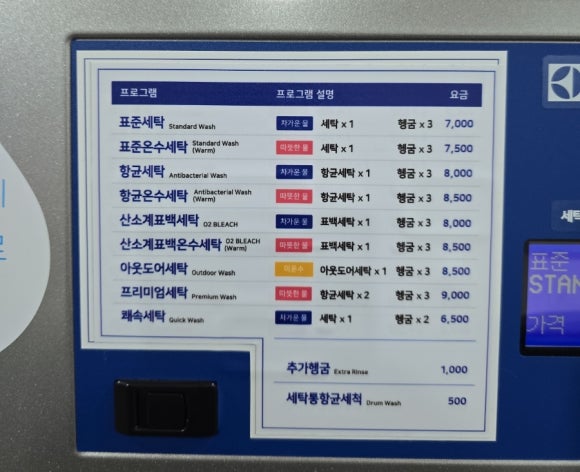 프로그램 프로그램 설명 요금
표준세탁 Standard Wash 차가운 물 세탁 x 1 헹굼 x 3 7,000
표준온수세탁 Standard Wash (Warm) 따뜻한 물 세탁 x 1 헹굼 x 3 7,500
항균세탁 Antibacterial Wash 차가운 물 항균세탁 x 1 헹굼 x 3 8,000
항균온수세탁 Antibacterial Wash (Warm) 따뜻한 물 항균세탁 x 1 헹굼 x 3 8,500
산소계표백세탁 O2 BLEACH 차가운 물 표백세탁 x 1 헹굼 x 3 8,000
산소계표백온수세탁 O2 BLEACH (Warm) 따뜻한 물 표백세탁 x 1 헹굼 x 3 8,500
아웃도어세탁 Outdoor Wash 미온수 아웃도어세탁 x 1 헹굼 x 3 8,500
프리미엄세탁 Premium Wash 따뜻한 물 항균세탁 x 2 헹굼 x 3 9,000
쾌속세탁 Quick Wash 차가운 물 세탁 x 1 헹굼 x 2 6,500
추가헹굼 Extra Rinse 1,000
세탁통항균세척 Drum Wash 500
세탁
표준
STAN
가격